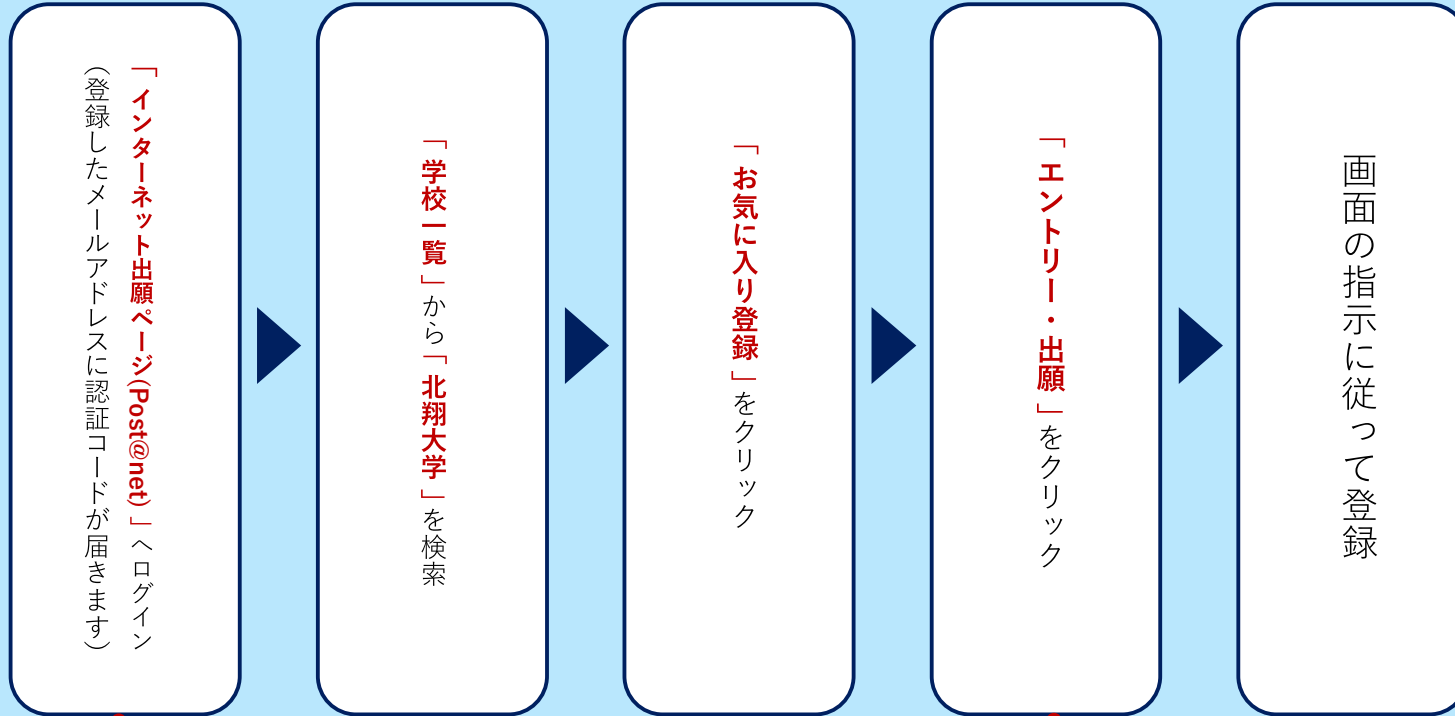 「インターネット出願ページ(Post@net)」へログイン
(登録したメールアドレスに認証コードが届きます)
「学校一覧」から「北翔大学」を検索
「お気に入り登録」をクリック
「エントリー・出願」をクリック
画面の指示に従って登録